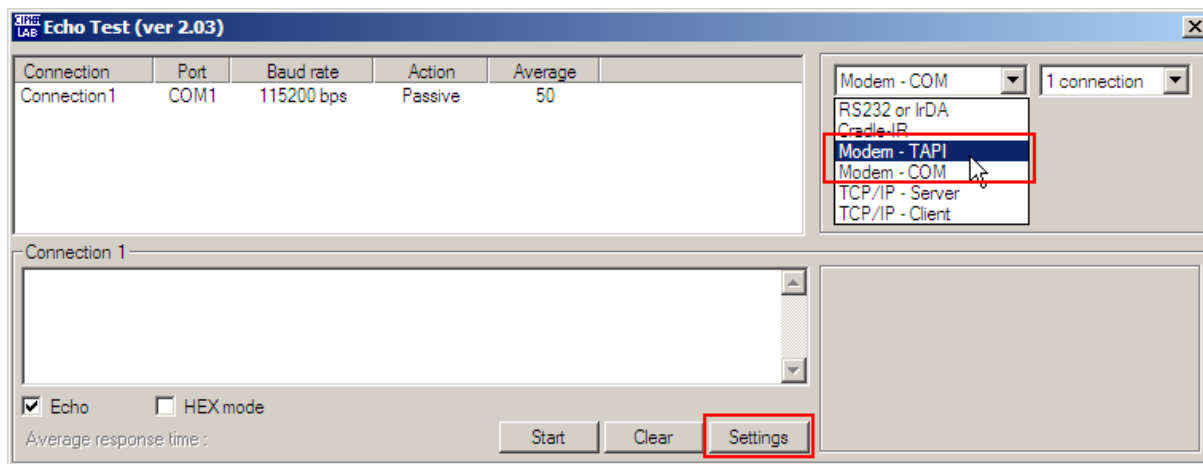 CIPHER LAB Echo Test (ver 2.03)
Connection Port Baud rate Action Average
Connection1 COM1 115200 bps Passive 50
Modem - COM 1 connection
RS232 or IrDA
Cradle-IR
Modem - TAPI
Modem - COM
TCP/IP - Server
TCP/IP - Client
Connection 1
Echo HEX mode
Average response time :
Start Clear Settings